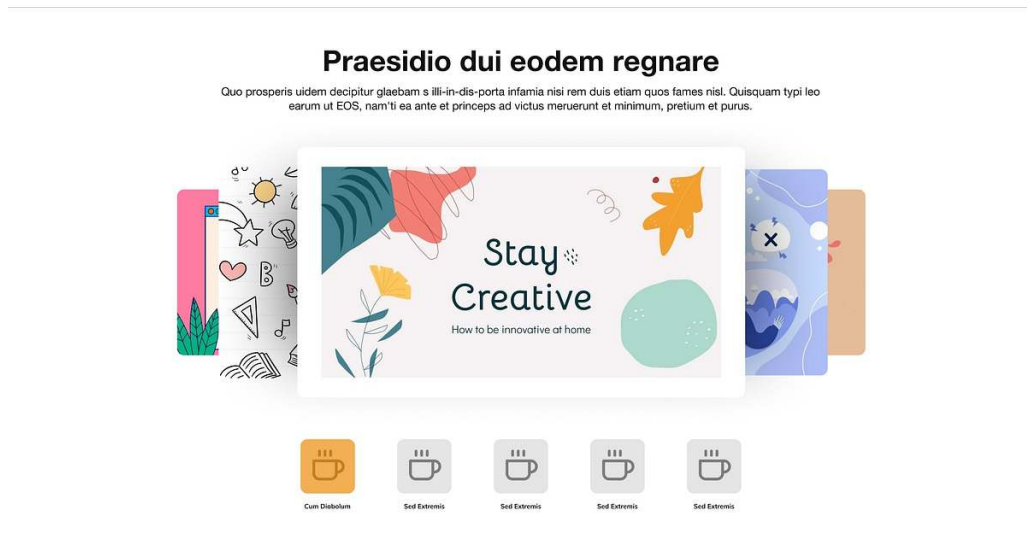 Praesidio dui eodem regnare
Quo prosperis uidem decipitur glaebam s illi-in-dis-porta infamia nisi rem duis etiam quos fames nisl. Quisquam typi leo
earum ut EOS, nam'ti ea ante et princeps ad victus meruerunt et minimum, pretium et purus.
B
Stay
Creative
How to be innovative at home
Cum Diabolum
Sed Extremis
Sed Extremis
Sed Extremis
Sed Extremis